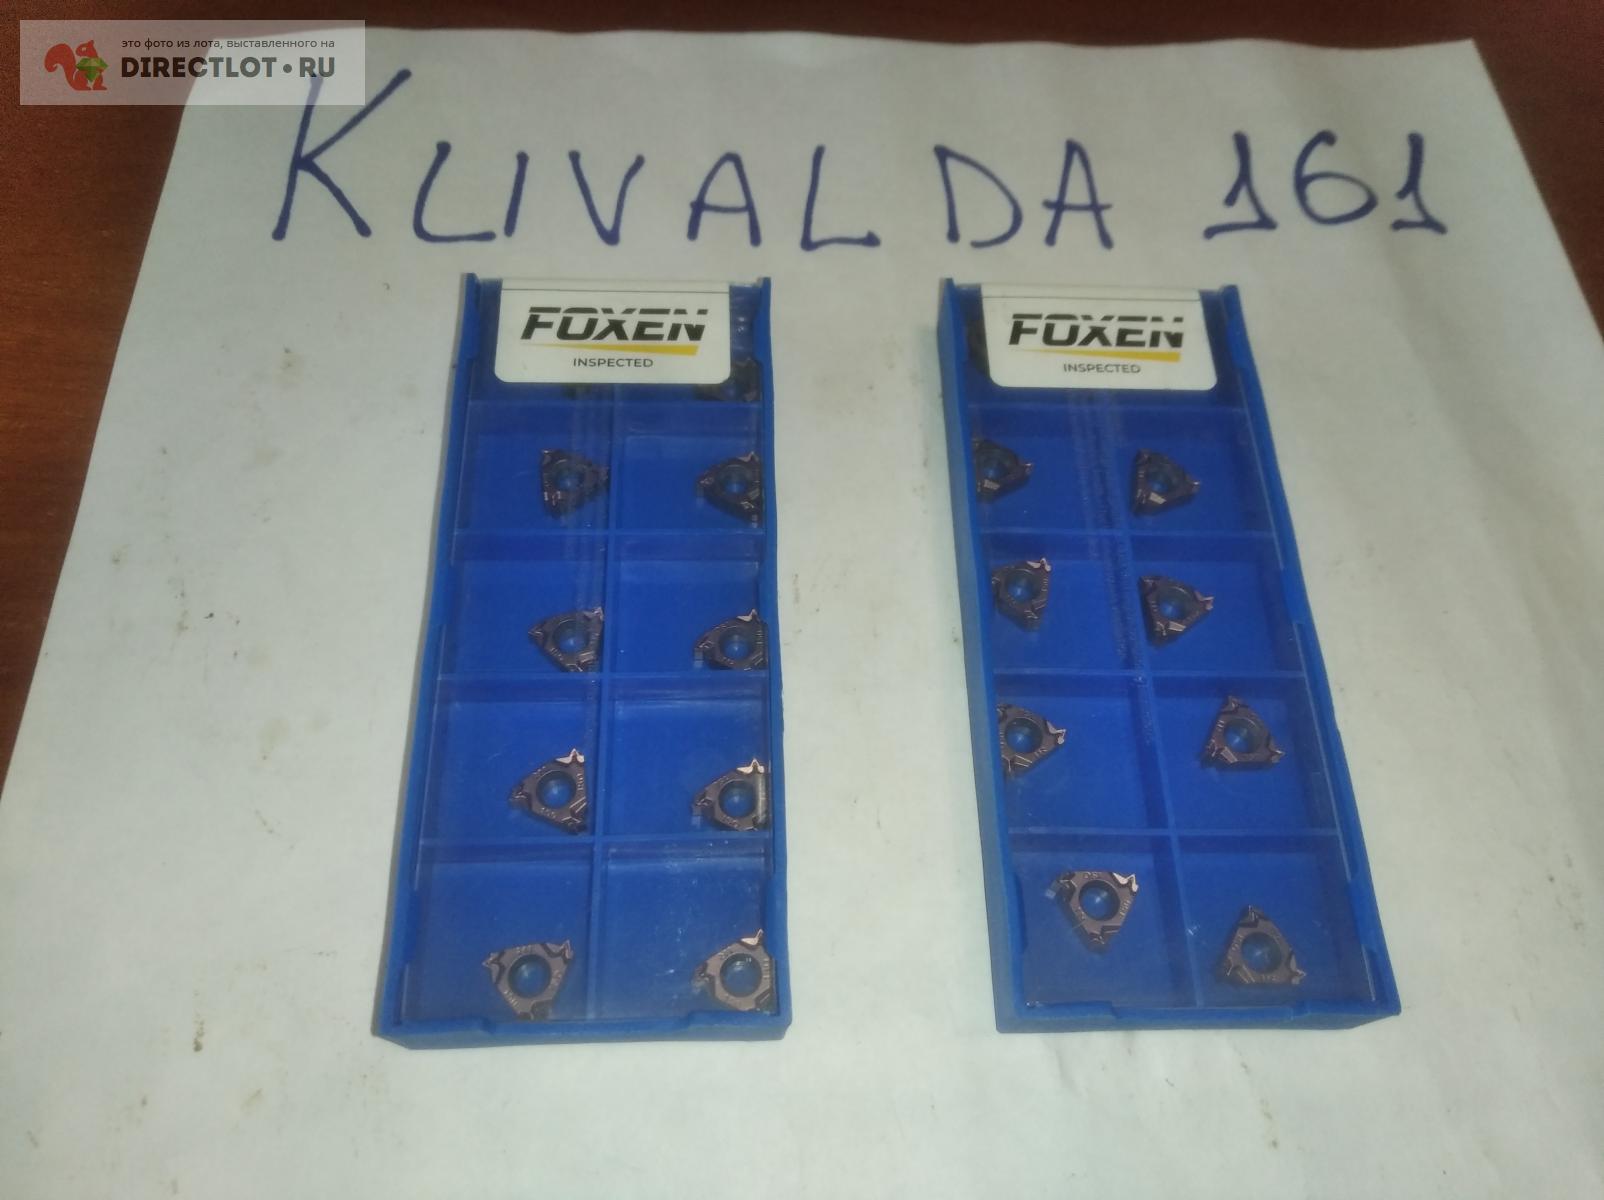 это фото из лота, выставленного на
DIRECTLOT.RU
KLIVALDA 161
FOXEN
INSPECTED
FOXEN
INSPECTED